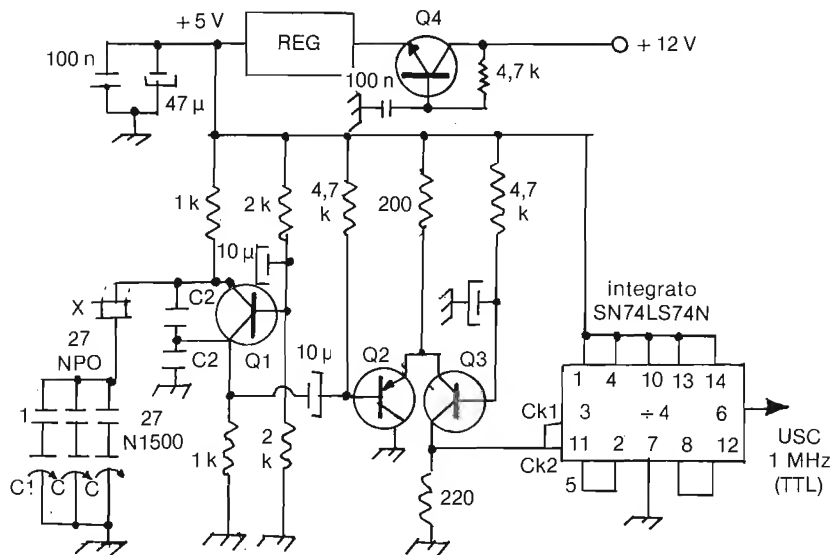 + 5 V
REG
Q4
+ 12 V
100 n
47 µ
100 n
4,7 k
1 k
2 k
4,7
k
200
4,7
k
10 µ
X
C2
27
NPO
C2
Q1
10 µ
Q2
Q3
integrato
SN74LS74N
1 4 10 13 14
Ck1
3 ÷ 4 6
11 2 7 8 12
Ck2
5
USC
1 MHz
(TTL)
1
27
N1500
C1 C C
1 k
2
k
220